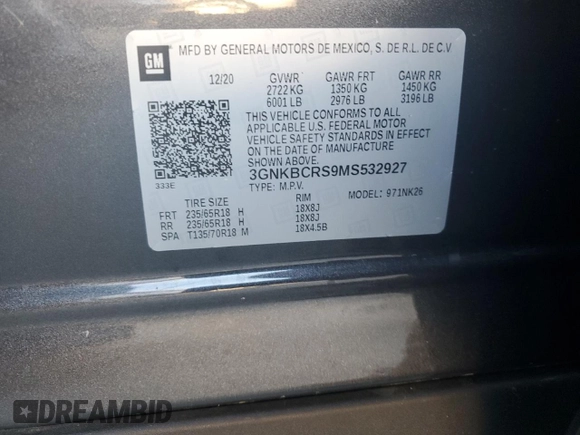 GM
MFD BY GENERAL MOTORS DE MEXICO, S. DE R.L. DE C.V
12/20 GVWR GAWR FRT GAWR RR
2722 KG 1350 KG 1450 KG
6001 LB 2976 LB 3196 LB
THIS VEHICLE CONFORMS TO ALL
APPLICABLE U.S. FEDERAL MOTOR
VEHICLE SAFETY STANDARDS IN EFFECT
ON THE DATE OF MANUFACTURE
SHOWN ABOVE.
333E
3GNKBCRS9MS532927
TYPE: M.P.V. MODEL: 971NK26
TIRE SIZE RIM
FRT 235/65R18 H 18X8J
RR 235/65R18 H 18X8J
SPA T135/70R18 M 18X4.5B
DREAMBID